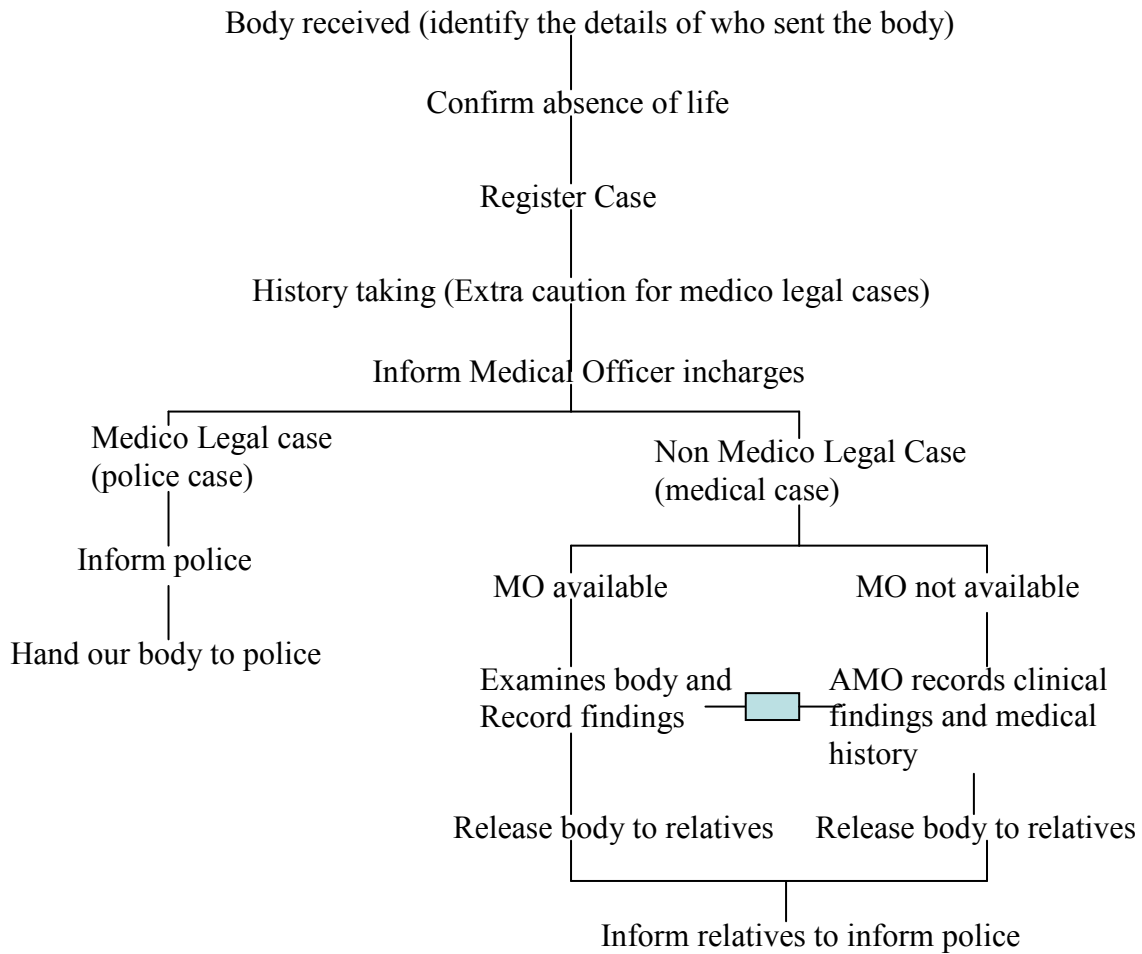 Body received (identify the details of who sent the body)
Confirm absence of life
Register Case
History taking (Extra caution for medico legal cases)
Inform Medical Officer incharges
Medico Legal case
(police case)
Inform police
Hand our body to police
Non Medico Legal Case
(medical case)
MO available
Examines body and
Record findings
Release body to relatives
MO not available
AMO records clinical
findings and medical
history
Release body to relatives
Inform relatives to inform police